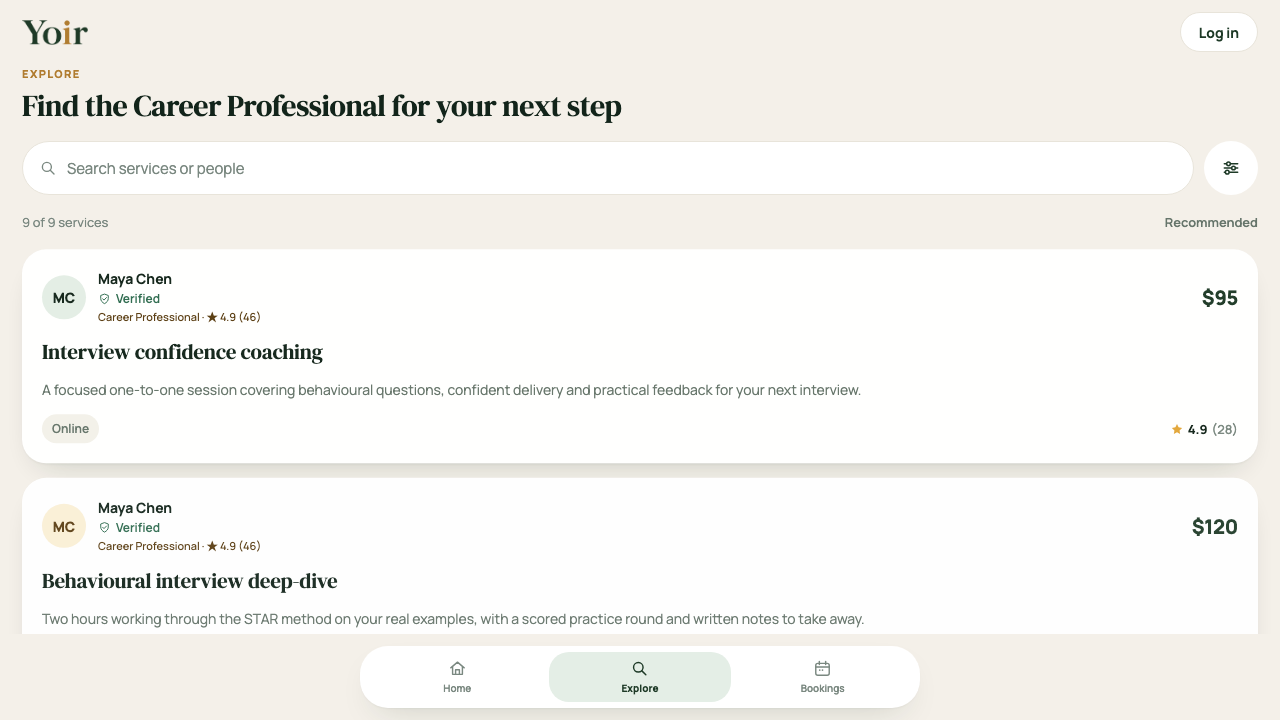 Yoir
Log in
EXPLORE
Find the Career Professional for your next step
Search services or people
9 of 9 services
Recommended
MC
Maya Chen
Verified
Career Professional · ★ 4.9 (46)
$95
Interview confidence coaching
A focused one-to-one session covering behavioural questions, confident delivery and practical feedback for your next interview.
Online
★ 4.9 (28)
MC
Maya Chen
Verified
Career Professional · ★ 4.9 (46)
$120
Behavioural interview deep-dive
Two hours working through the STAR method on your real examples, with a scored practice round and written notes to take away.
Home
Explore
Bookings